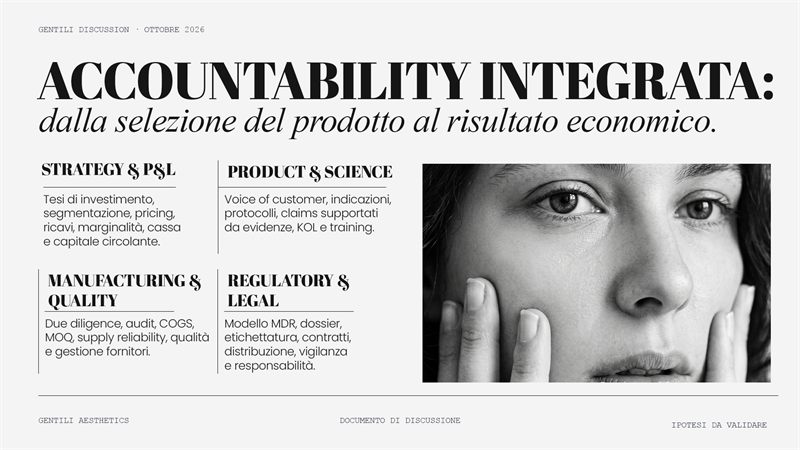 GENTILI DISCUSSION · OTTOBRE 2026
ACCOUNTABILITY INTEGRATA:
dalla selezione del prodotto al risultato economico.
STRATEGY & P&L
Tesi di investimento,
segmentazione, pricing,
ricavi, marginalità, cassa
e capitale circolante.
PRODUCT & SCIENCE
Voice of customer, indicazioni,
protocolli, claims supportati
da evidenze, KOL e training.
MANUFACTURING &
QUALITY
Due diligence, audit, COGS,
MOQ, supply reliability, qualità
e gestione fornitori.
REGULATORY &
LEGAL
Modello MDR, dossier,
etichettatura, contratti,
distribuzione, vigilanza
e responsabilità.
GENTILI AESTHETICS
DOCUMENTO DI DISCUSSIONE
IPOTESI DA VALIDARE